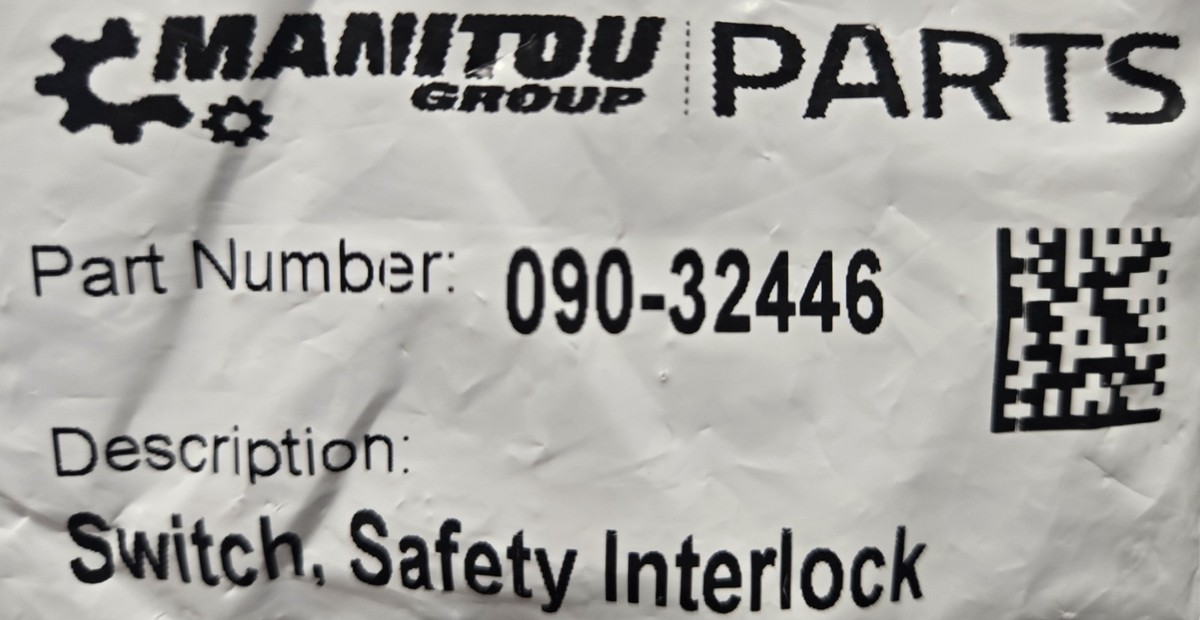 MANITOU GROUP PARTS
Part Number: 090-32446
Description:
Switch, Safety Interlock